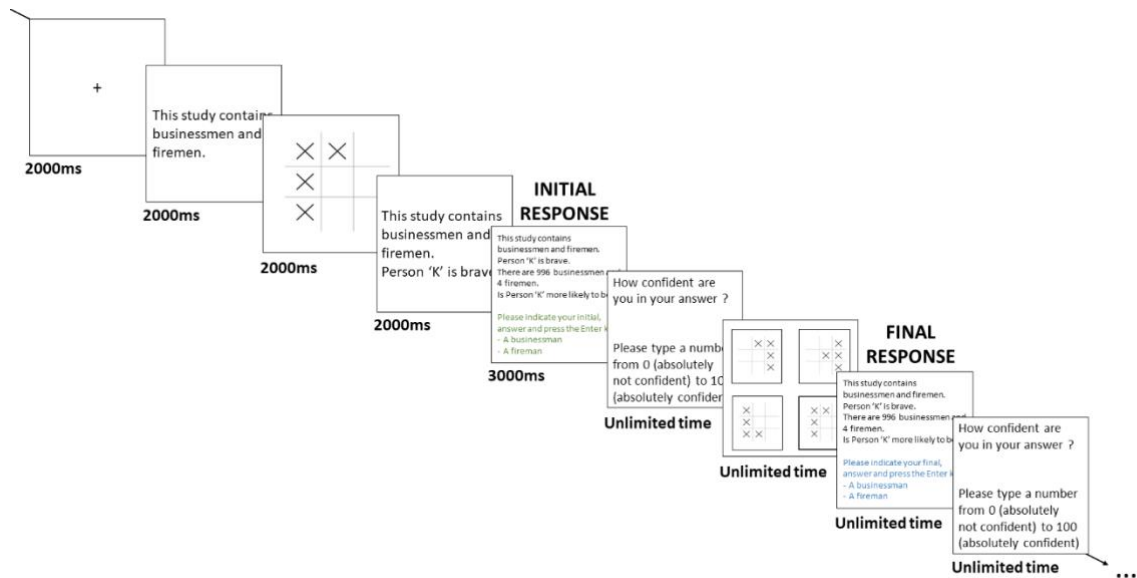 +
2000ms
This study contains
businessmen and
firemen.
2000ms
2000ms
This study contains
businessmen and
firemen.
Person 'K' is brave
2000ms
INITIAL
RESPONSE
This study contains
businessmen and firemen.
Person 'K' is brave.
There are 996 businessmen and
4 firemen.
Is Person 'K' more likely to be
Please indicate your initial,
answer and press the Enter k
- A businessman
- A fireman
3000ms
How confident are
you in your answer ?
Please type a numbe
from 0 (absolutely
not confident) to 10
(absolutely confiden
Unlimited time
Unlimited time
FINAL
RESPONSE
This study contains
businessmen and firemen.
Person 'K' is brave.
There are 996 businessmen and
4 firemen.
Is Person 'K' more likely to be
Please indicate your final,
answer and press the Enter k
- A businessman
- A fireman
Unlimited time
How confident are
you in your answer ?
Please type a number
from 0 (absolutely
not confident) to 100
(absolutely confident)
Unlimited time
...